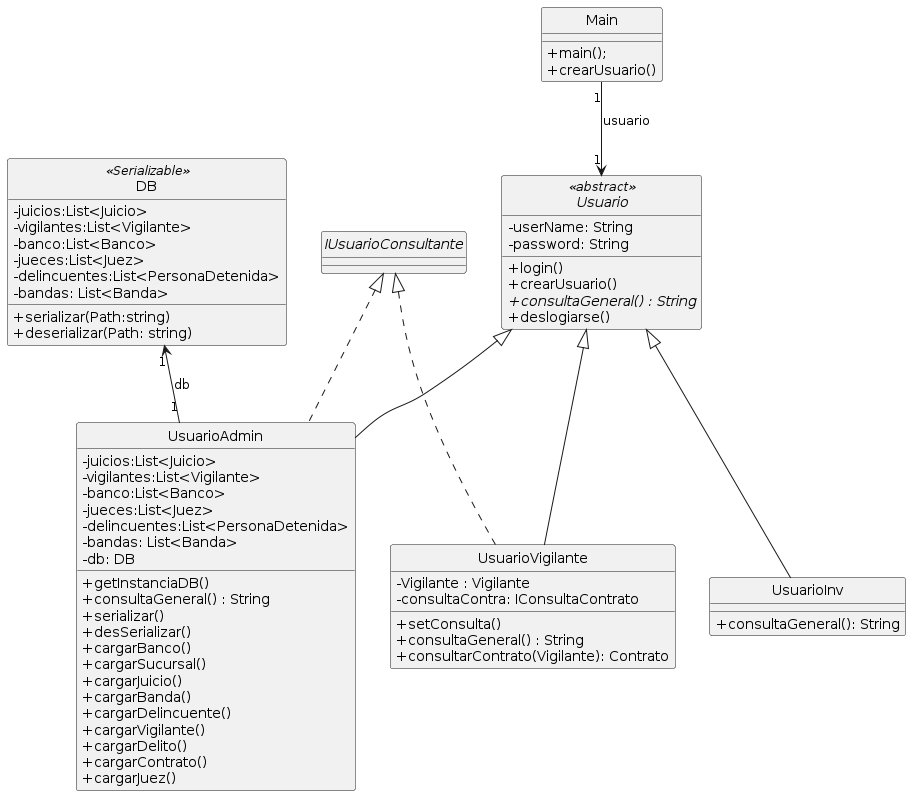 Main
+main();
+crearUsuario()
1
usuario
1
«Serializable»
DB
-juicios:List<Juicio>
-vigilantes:List<Vigilante>
-banco:List<Banco>
-jueces:List<Juez>
-delincuentes:List<PersonaDetenida>
-bandas: List<Banda>
+serializar(Path:string)
+deserializar(Path: string)
IUsuarioConsultante
«abstract»
Usuario
-userName: String
-password: String
+login()
+crearUsuario()
+consultaGeneral() : String
+deslogiarse()
1
db
1
UsuarioAdmin
-juicios:List<Juicio>
-vigilantes:List<Vigilante>
-banco:List<Banco>
-jueces:List<Juez>
-delincuentes:List<PersonaDetenida>
-bandas: List<Banda>
-db: DB
+getInstanciaDB()
+consultaGeneral() : String
+serializar()
+desSerializar()
+cargarBanco()
+cargarSucursal()
+cargarJuicio()
+cargarBanda()
+cargarDelincuente()
+cargarVigilante()
+cargarDelito()
+cargarContrato()
+cargarJuez()
UsuarioVigilante
-Vigilante : Vigilante
-consultaContra: IConsultaContrato
+setConsulta()
+consultaGeneral() : String
+consultarContrato(Vigilante): Contrato
UsuarioInv
+consultaGeneral(): String